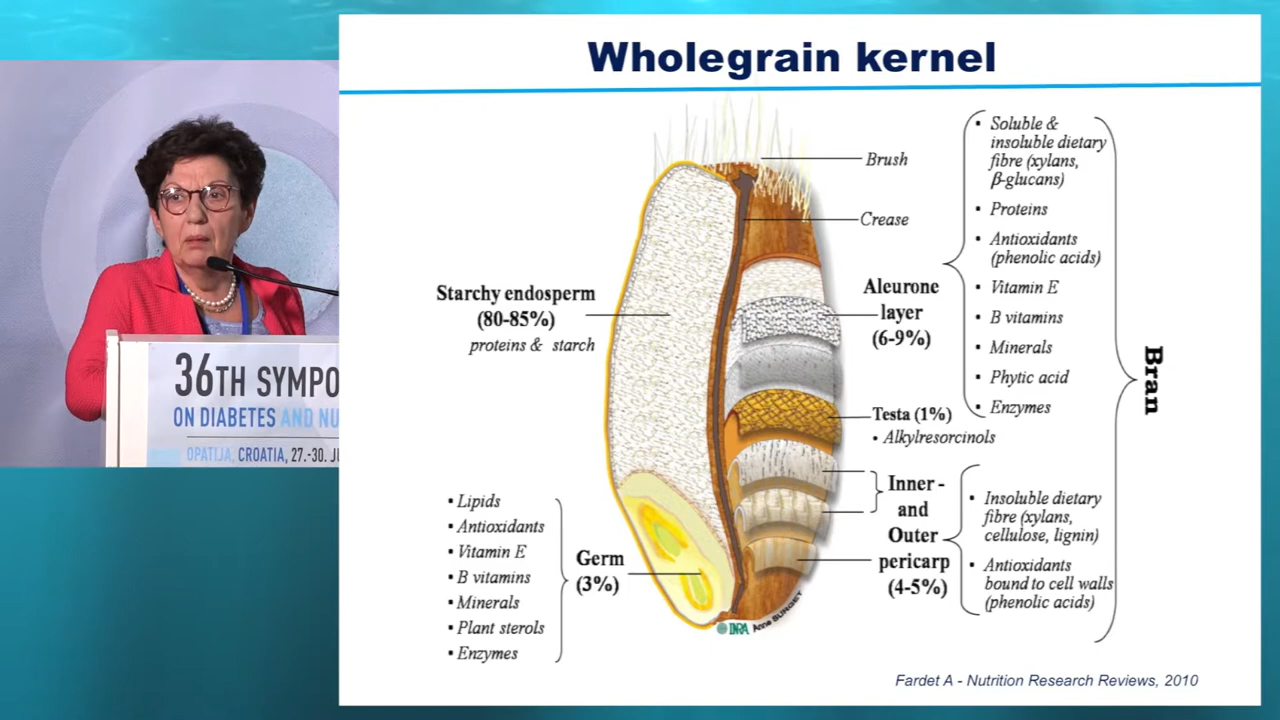 Wholegrain kernel
Brush
Crease
Starchy endosperm
(80-85%)
proteins & starch
Aleurone
layer
(6-9%)
• Soluble &
insoluble dietary
fibre (xylans,
β-glucans)
• Proteins
• Antioxidants
(phenolic acids)
• Vitamin E
• B vitamins
• Minerals
• Phytic acid
• Enzymes
Bran
Testa (1%)
• Alkylresorcinols
Inner -
and
Outer
pericarp
(4-5%)
• Insoluble dietary
fibre (xylans,
cellulose, lignin)
• Antioxidants
bound to cell walls
(phenolic acids)
• Lipids
• Antioxidants
• Vitamin E
• B vitamins
• Minerals
• Plant sterols
• Enzymes
Germ
(3%)
INRA Anne SURGET
Fardet A - Nutrition Research Reviews, 2010
36TH SYMPO
ON DIABETES AND NU
OPATIJA, CROATIA, 27.-30. J